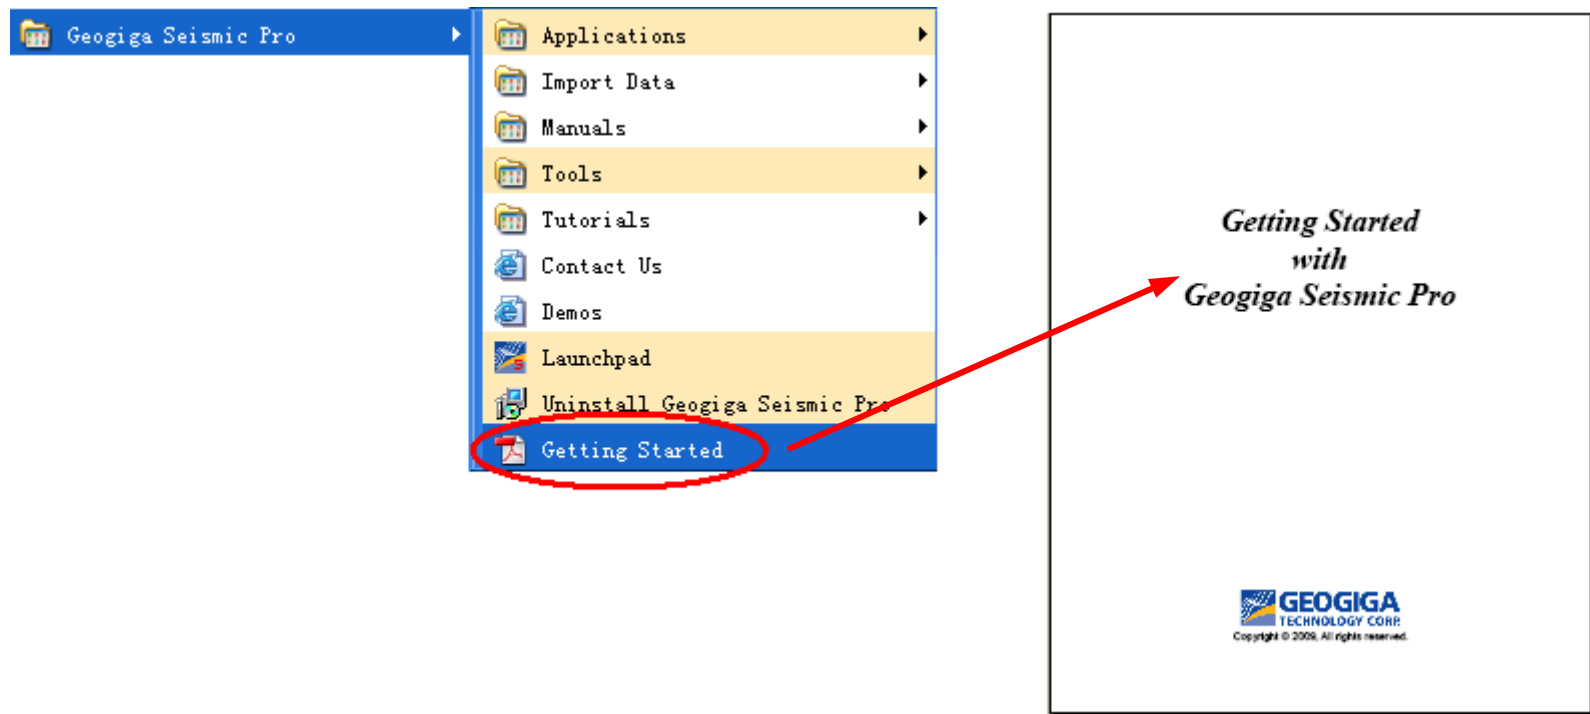 Geogiga Seismic Pro
Applications
Import Data
Manuals
Tools
Tutorials
Contact Us
Demos
Launchpad
Uninstall Geogiga Seismic Pro
Getting Started
Getting Started
with
Geogiga Seismic Pro
GEOGIGA
TECHNOLOGY CORP.
Copyright © 2009, All rights reserved.